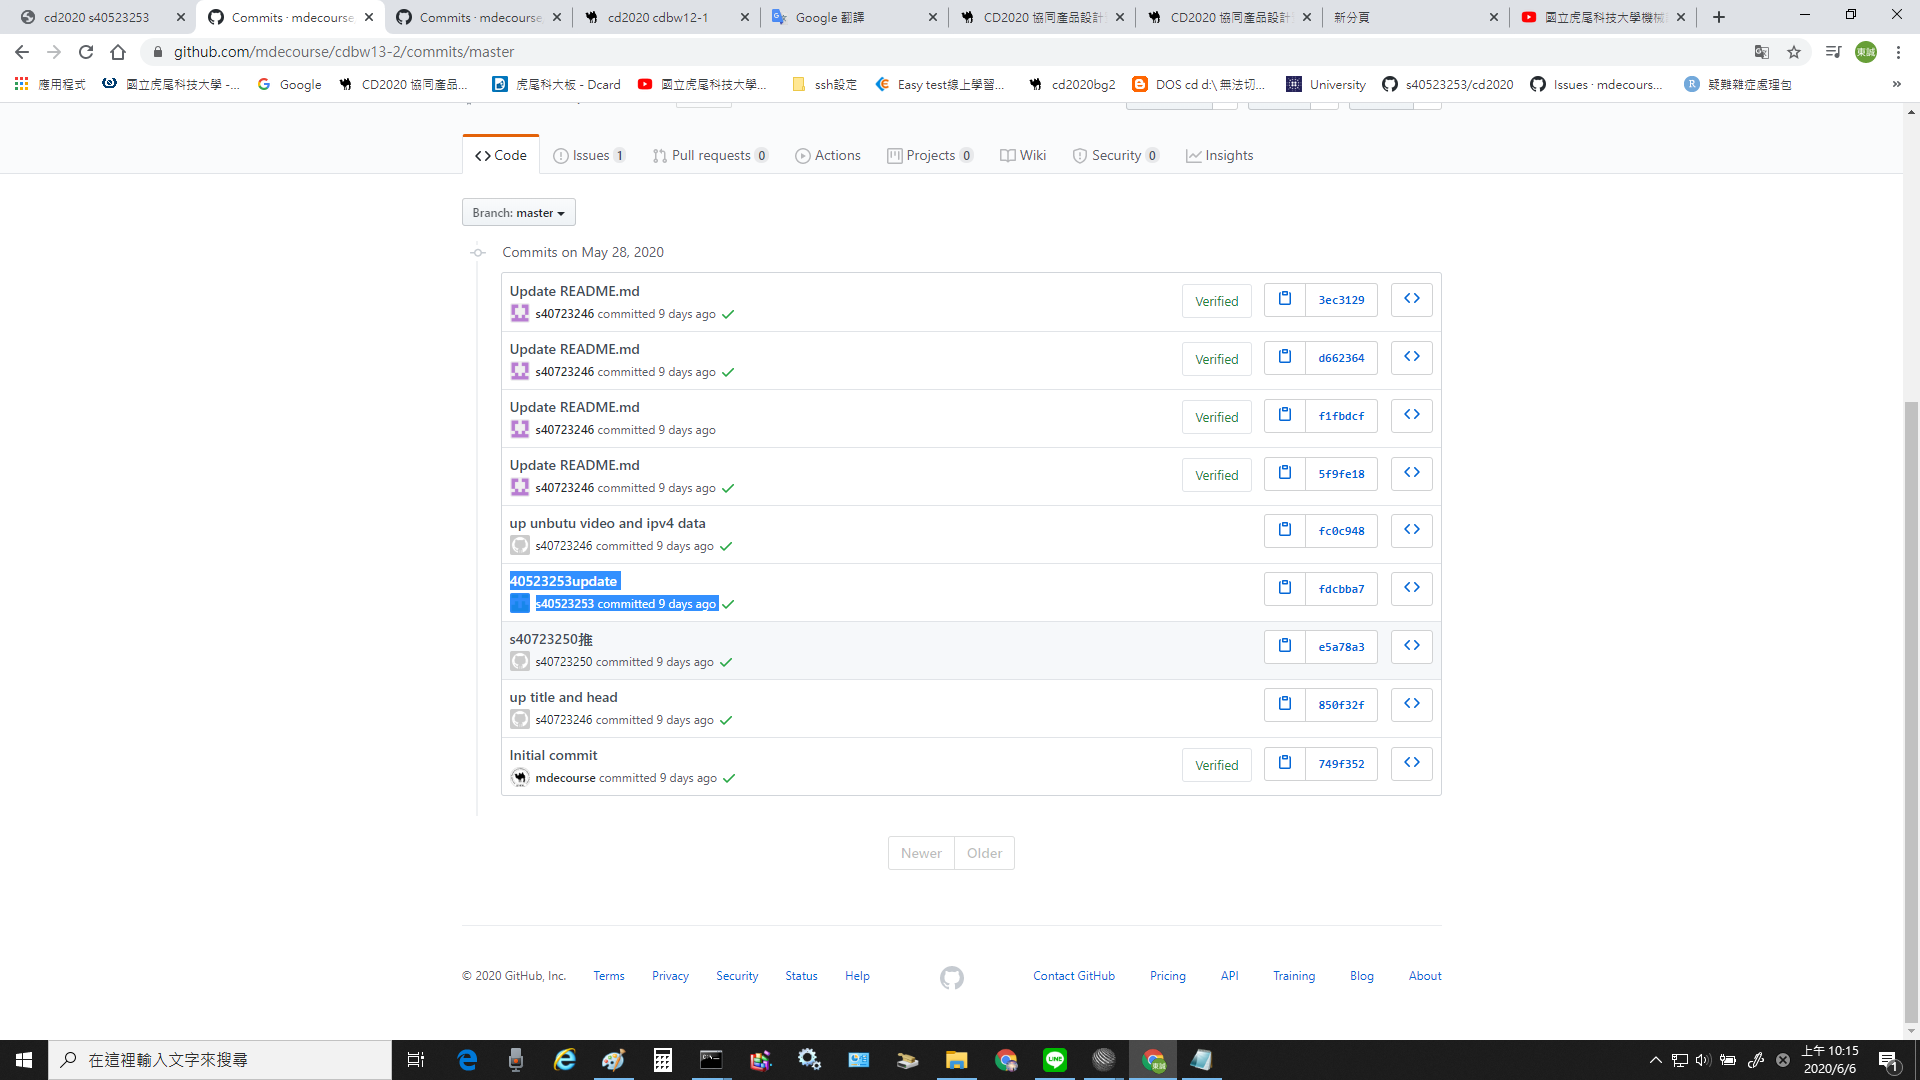 cd2020 s40523253
Commits · mdecourse
Commits · mdecourse
cd2020 cdbw12-1
Google 翻譯
CD2020 協同產品設計
CD2020 協同產品設計
新分頁
國立虎尾科技大學機械
github.com/mdecourse/cdbw13-2/commits/master
東誠
應用程式
國立虎尾科技大學 -...
Google
CD2020 協同產品...
虎尾科大板 - Dcard
國立虎尾科技大學...
ssh設定
Easy test線上學習...
cd2020bg2
DOS cd d:\ 無法切...
University
s40523253/cd2020
Issues · mdecours...
疑難雜症處理包
»
Code
Issues 1
Pull requests 0
Actions
Projects 0
Wiki
Security 0
Insights
Branch: master
Commits on May 28, 2020
Update README.md
s40723246 committed 9 days ago
Verified
3ec3129
Update README.md
s40723246 committed 9 days ago
Verified
d662364
Update README.md
s40723246 committed 9 days ago
Verified
f1fbdcf
Update README.md
s40723246 committed 9 days ago
Verified
5f9fe18
up unbutu video and ipv4 data
s40723246 committed 9 days ago
fc0c948
40523253update
s40523253 committed 9 days ago
fdcbba7
s40723250推
s40723250 committed 9 days ago
e5a78a3
up title and head
s40723246 committed 9 days ago
850f32f
Initial commit
mdecourse committed 9 days ago
Verified
749f352
Newer
Older
© 2020 GitHub, Inc.
Terms
Privacy
Security
Status
Help
Contact GitHub
Pricing
API
Training
Blog
About
在這裡輸入文字來搜尋
上午 10:15
2020/6/6
1